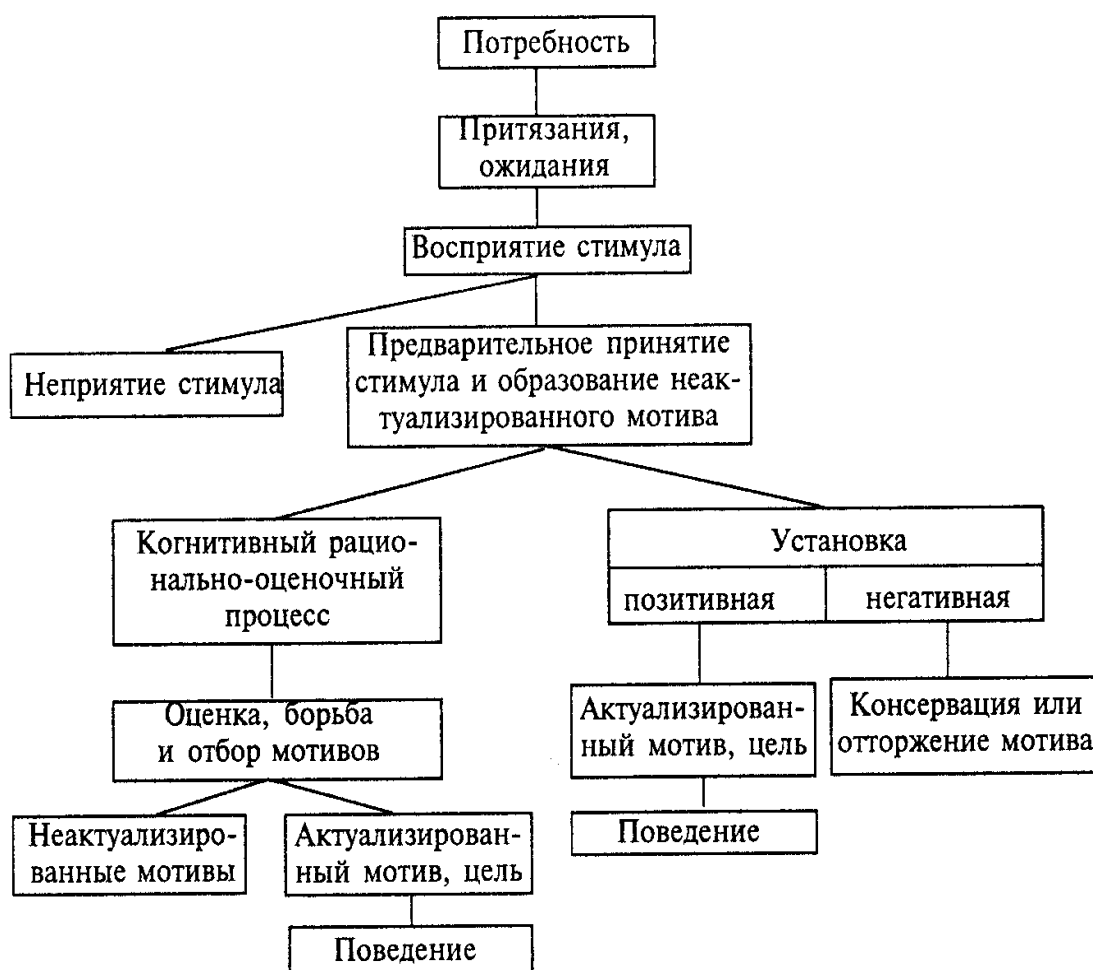 Потребность
Притязания,
ожидания
Восприятие стимула
Неприятие стимула
Предварительное принятие
стимула и образование неак-
туализированного мотива
Когнитивный рацио-
нально-оценочный
процесс
Установка
позитивная
негативная
Оценка, борьба
и отбор мотивов
Актуализирован-
ный мотив, цель
Консервация или
отторжение мотива
Неактуализиро-
ванные мотивы
Актуализирован-
ный мотив, цель
Поведение
Поведение